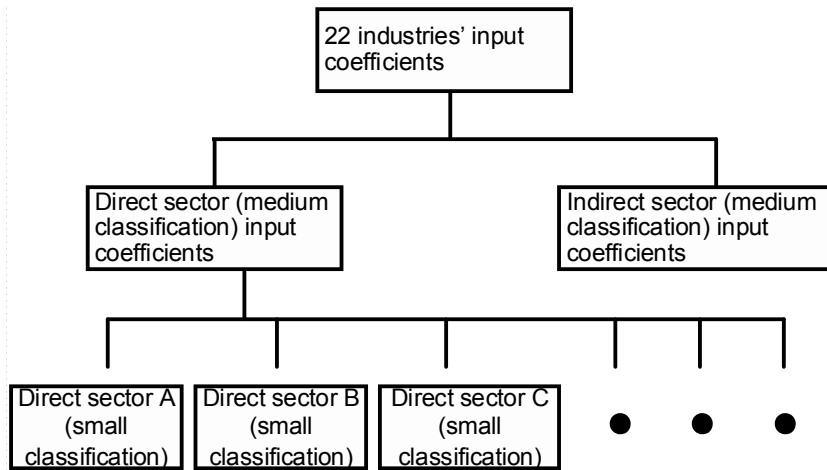 22 industries' input
coefficients
Direct sector (medium
classification) input
coefficients
Indirect sector (medium
classification) input
coefficients
Direct sector A
(small
classification)
Direct sector B
(small
classification)
Direct sector C
(small
classification)